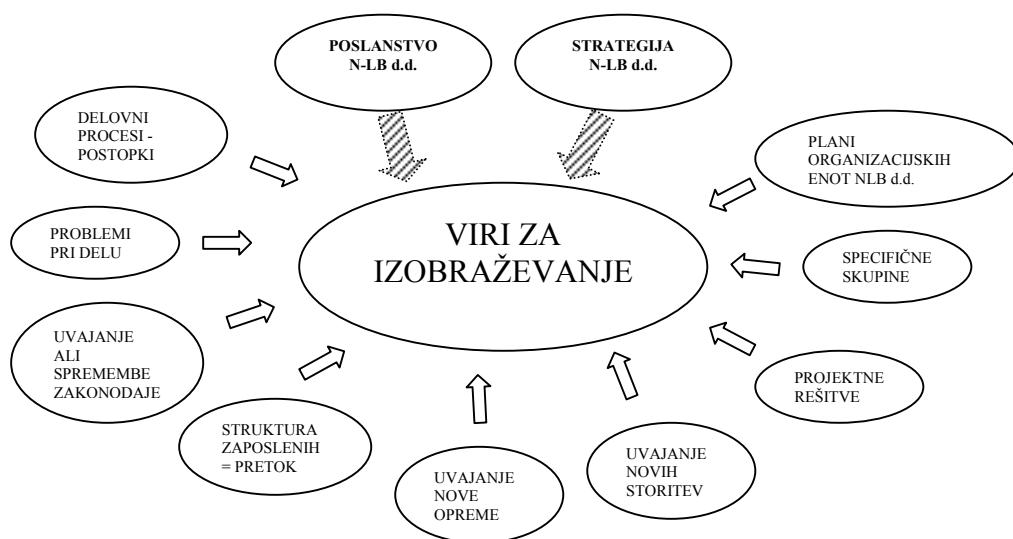 POSLANSTVO
N-LB d.d.
STRATEGIJA
N-LB d.d.
DELOVNI
PROCESI -
POSTOPKI
PLANI
ORGANIZACIJSKIH
ENOT NLB d.d.
VIRI ZA
IZOBRAŽEVANJE
PROBLEMI
PRI DELU
SPECIFIČNE
SKUPINE
UVAJANJE
ALI
SPREMEMBE
ZAKONODAJE
PROJEKTNE
REŠITVE
STRUKTURA
ZAPOSLENIH
= PRETOK
UVAJANJE
NOVE
OPREME
UVAJANJE
NOVIH
STORITEV